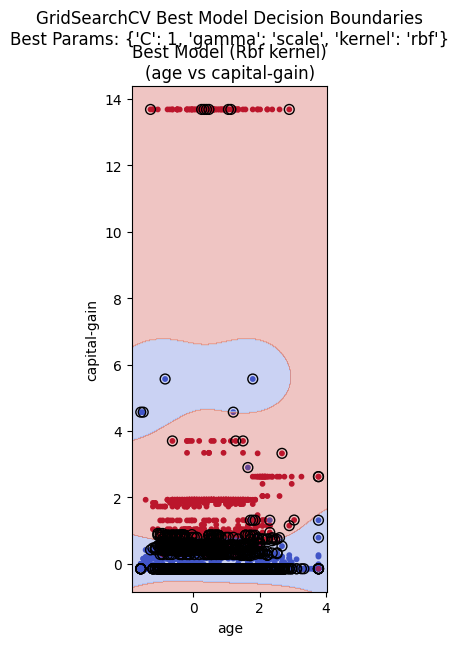 GridSearchCV Best Model Decision Boundaries
Best Params: {'C': 1, 'gamma': 'scale', 'kernel': 'rbf'}
Best Model (Rbf kernel)
(age vs capital-gain)
14
12
10
8
6
4
2
0
capital-gain
0 2 4
age